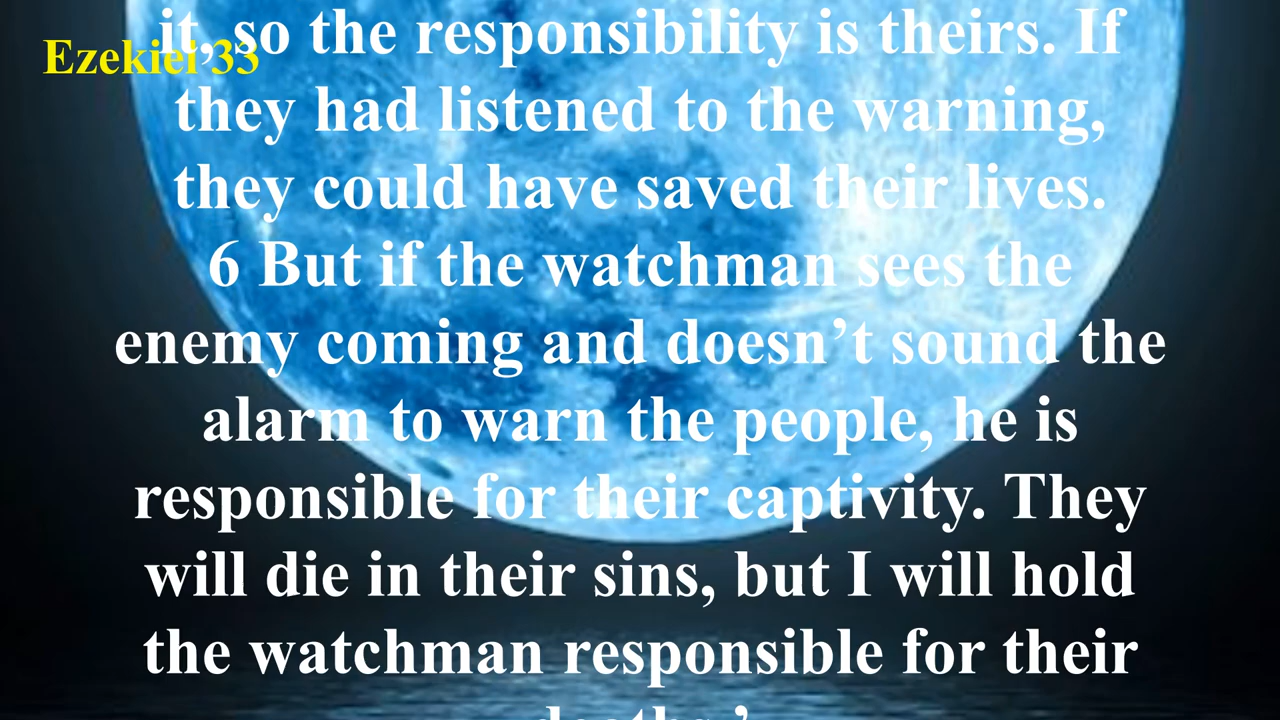 it, so the responsibility is theirs. If
Ezekiel 33
they had listened to the warning,
they could have saved their lives.
6 But if the watchman sees the
enemy coming and doesn’t sound the
alarm to warn the people, he is
responsible for their captivity. They
will die in their sins, but I will hold
the watchman responsible for their
deaths.’